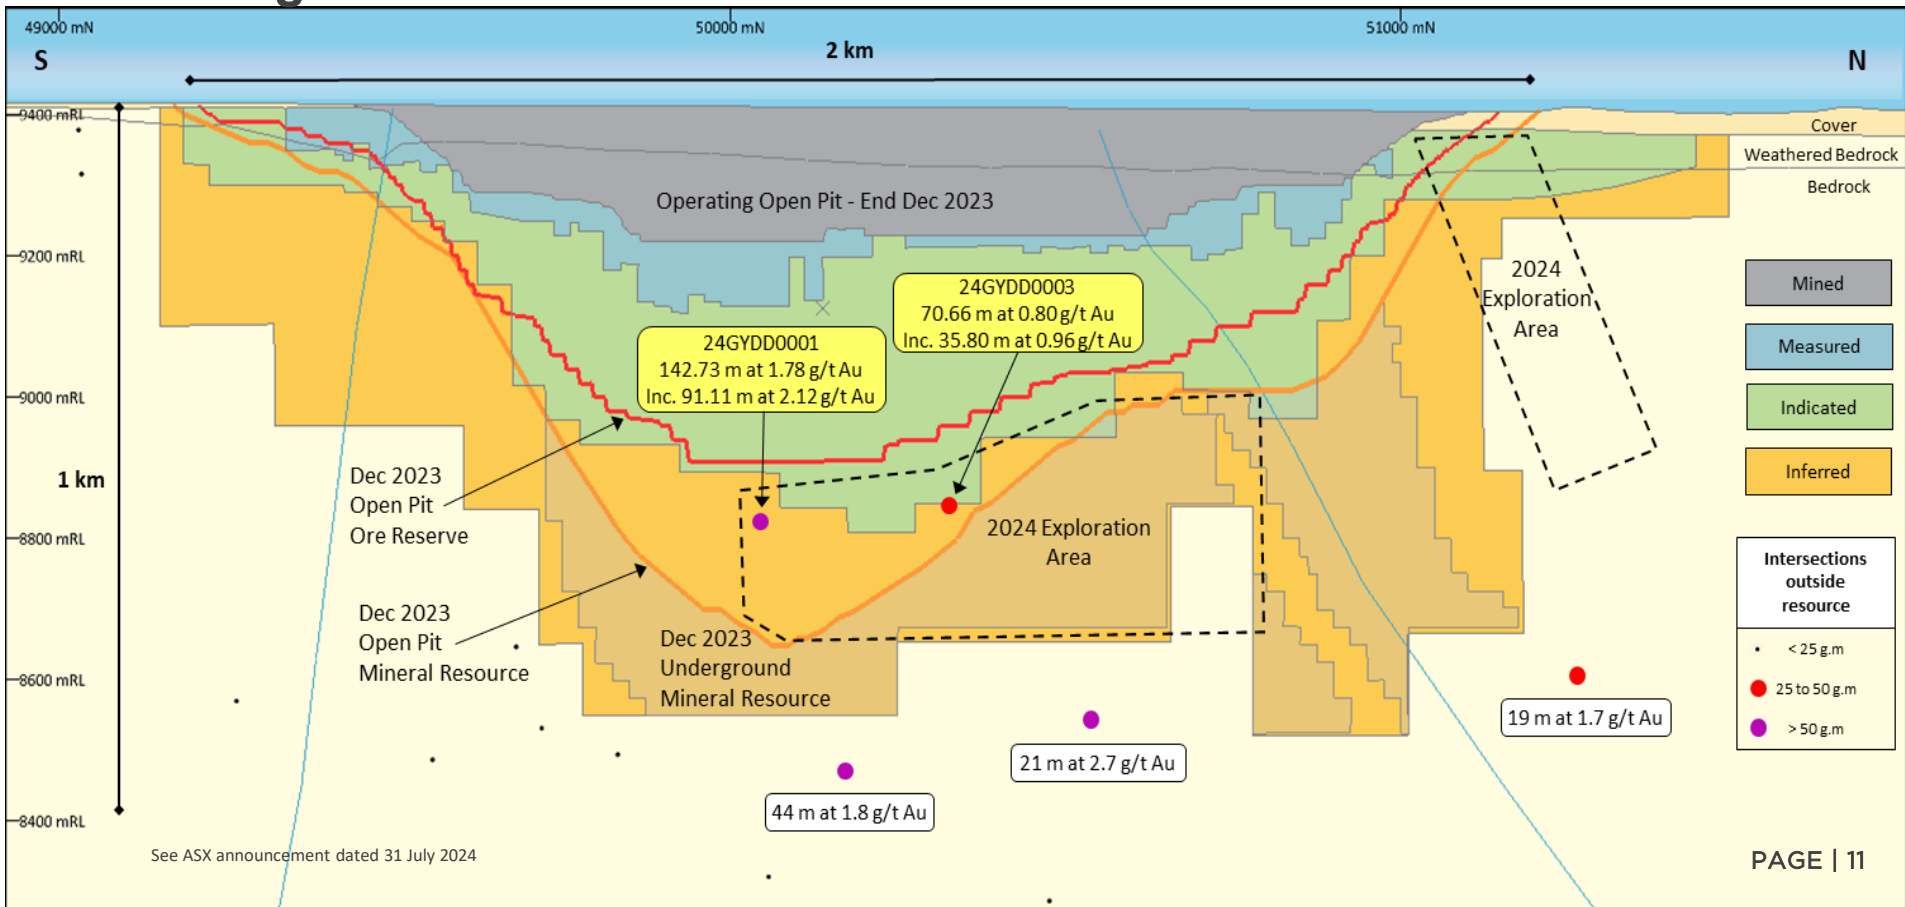 49000 mN
50000 mN
51000 mN
S
2 km
N
9400 mRL
9200 mRL
9000 mRL
8800 mRL
8600 mRL
8400 mRL
1 km
Cover
Weathered Bedrock
Bedrock
Operating Open Pit - End Dec 2023
24GYDD0001
142.73 m at 1.78 g/t Au
Inc. 91.11 m at 2.12 g/t Au
24GYDD0003
70.66 m at 0.80 g/t Au
Inc. 35.80 m at 0.96 g/t Au
2024
Exploration
Area
Mined
Measured
Indicated
Inferred
Dec 2023
Open Pit
Ore Reserve
2024 Exploration
Area
Dec 2023
Open Pit
Mineral Resource
Dec 2023
Underground
Mineral Resource
Intersections
outside
resource
< 25 g.m
25 to 50 g.m
> 50 g.m
19 m at 1.7 g/t Au
21 m at 2.7 g/t Au
44 m at 1.8 g/t Au
See ASX announcement dated 31 July 2024
PAGE | 11